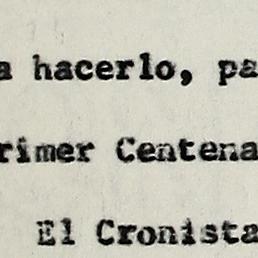 a hacerlo, pa
rimer Centena
El Cronista